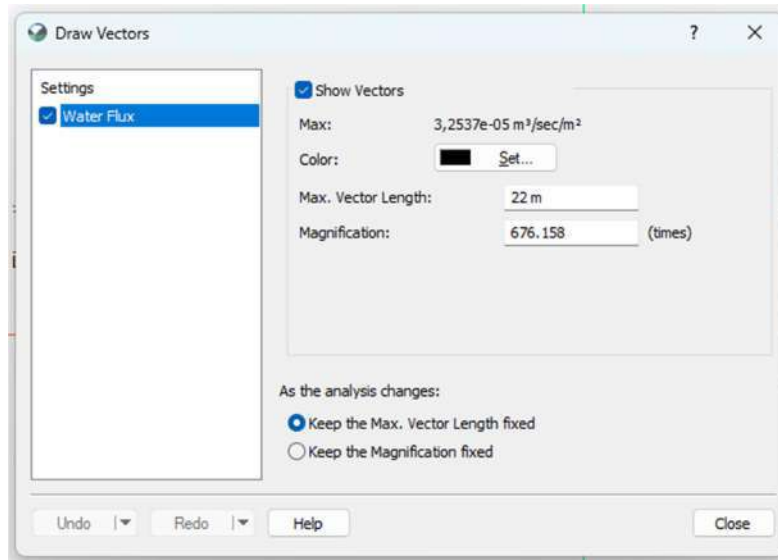 Draw Vectors
?
Settings
Water Flux
Show Vectors
Max: 3,2537e-05 m³/sec/m²
Color: Set...
Max. Vector Length: 22 m
Magnification: 676.158 (times)
As the analysis changes:
Keep the Max. Vector Length fixed
Keep the Magnification fixed
Undo Redo Help Close